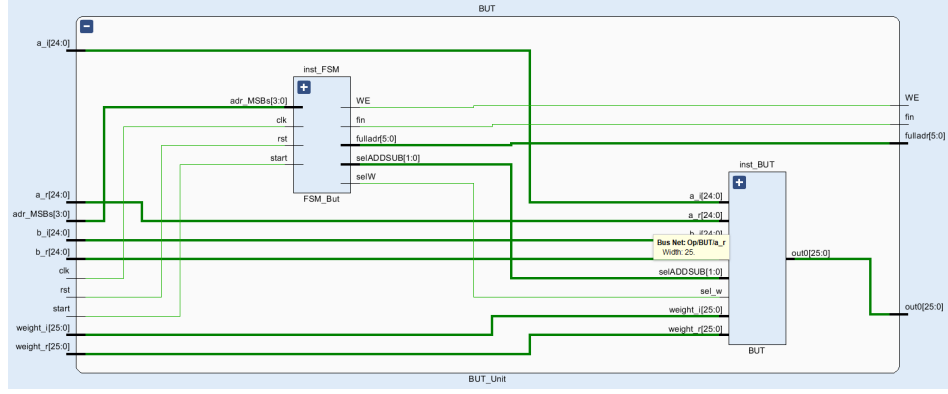 BUT
a_i[24:0]
inst_FSM
adr_MSBs[3:0]
WE
clk
fin
rst
fulladr[5:0]
start
selADDSUB[1:0]
selW
FSM_But
WE
fin
fulladr[5:0]
inst_BUT
a_i[24:0]
a_r[24:0]
b_i[24:0]
Bus Net: Op/BUT/a_r
Width: 25.
selADDSUB[1:0]
sel_w
weight_i[25:0]
weight_r[25:0]
out0[25:0]
BUT
a_r[24:0]
adr_MSBs[3:0]
b_i[24:0]
b_r[24:0]
clk
rst
start
weight_i[25:0]
weight_r[25:0]
out0[25:0]
BUT_Unit